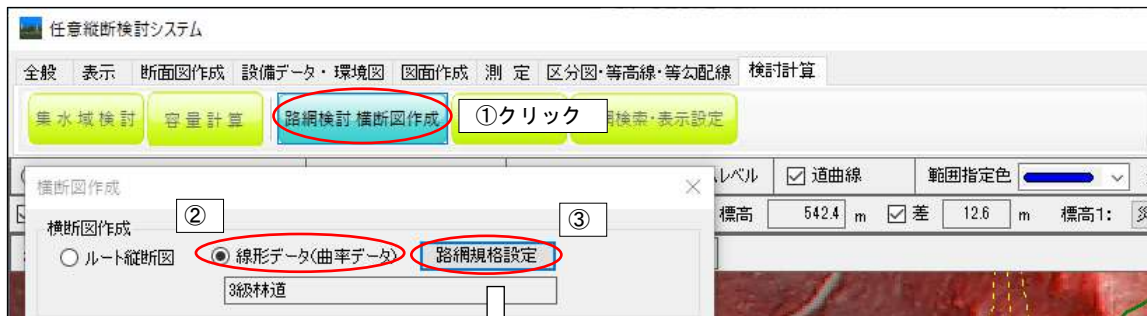 任意縦断検討システム
全般 表示 断面図作成 設備データ・環境図 図面作成 測 定 区分図・等高線・等勾配線 検討計算
集水域検討 容量計算 路網検討 横断図作成 ①クリック 検索・表示設定
横断図作成 レベル 道曲線 範囲指定色
標高 542.4 m 差 12.6 m 標高1:
横断図作成 ② ③
ルート縦断図 線形データ(曲率データ) 路網規格設定
3級林道